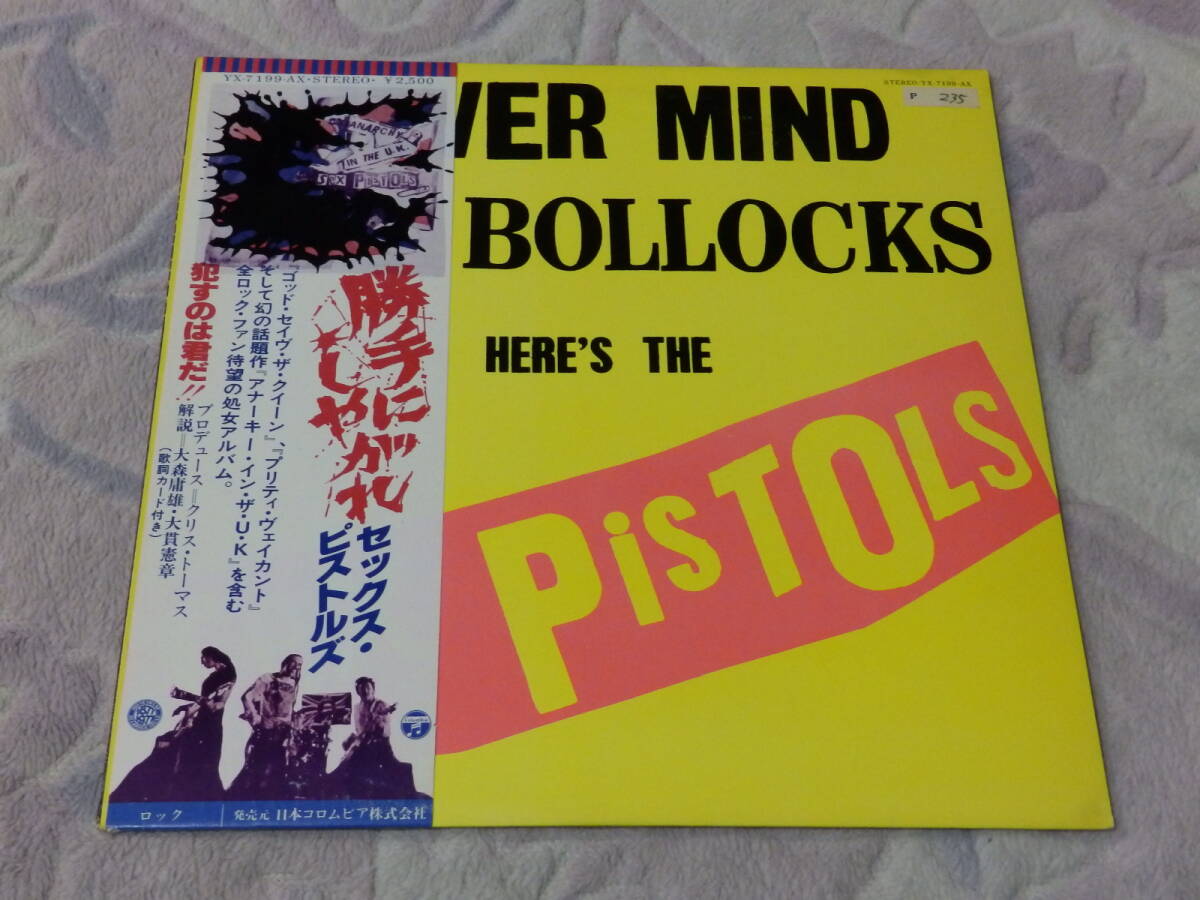 YX-7199-AX・STEREO・¥2,500
ANARCHY
IN THE U.K.
SEX PISTOLS
勝手に
しやがれ
セックス・
ピストルズ
『ゴッド・セイヴ・ザ・クイーン』、『プリティ・ヴェイカント』
そして幻の話題作『アナーキー・イン・ザ・U・K』を含む
全ロック・ファン待望の処女アルバム。
犯すのは君だ!!
プロデュース=クリス・トーマス
解説=大森庸雄・大貫憲章
(歌詞カード付き)
ロック
発売元 日本コロムビア株式会社
STEREO/YX-7199-AX
P 235
VER MIND
BOLLOCKS
HERE'S THE
PiSTOLS